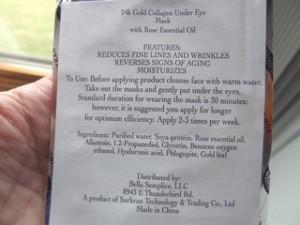 24k Gold Collagen Under Eye
Mask
with Rose Essential Oil
FEATURES:
REDUCES FINE LINES AND WRINKLES
REVERSES SIGNS OF AGING
MOISTURIZES
To Use: Before applying product cleanse face with warm water.
Take out the masks and gently put under the eyes,
Standard duration for wearing the mask is 30 minutes;
however, it is suggested you apply for longer
for optimum efficiency. Apply 2-3 times per week.
Ingredients: Purified water, Soya-protein, Rose essential oil,
Allantoin, 1.2-Propanediol, Glycerin, Benzene oxygen
ethanol, Hyaluronic acid, Phlogopite, Gold leaf
Distributed by:
Bella Semplice, LLC
8945 E Thunderbird Rd.
A product of Surkran Technology & Trading Co., Ltd
Made in China